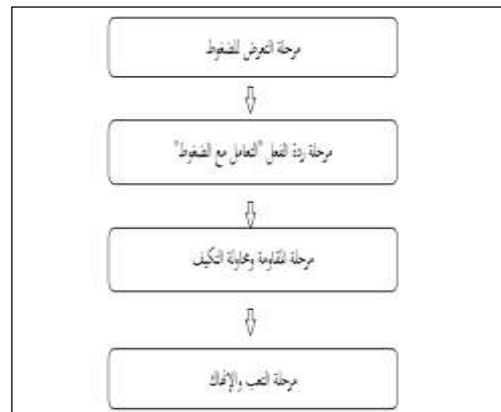 مرحلة التعرض للضغوط
مرحلة ردة الفعل "التعامل مع الضغوط"
مرحلة المقاومة ومحاولة التكيف
مرحلة التعب والإنهاك